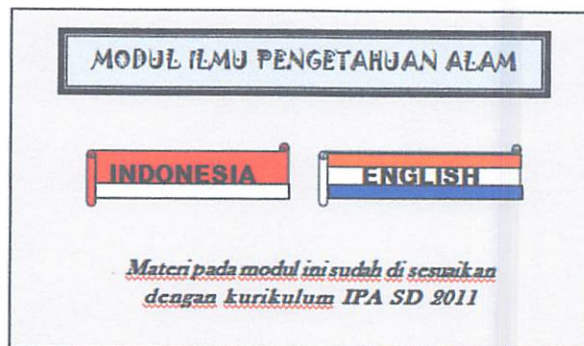 MODUL ILMU PENGETAHUAN ALAM
INDONESIA
ENGLISH
Materi pada modul ini sudah di sesuaikan
dengan kurikulum IPA SD 2011